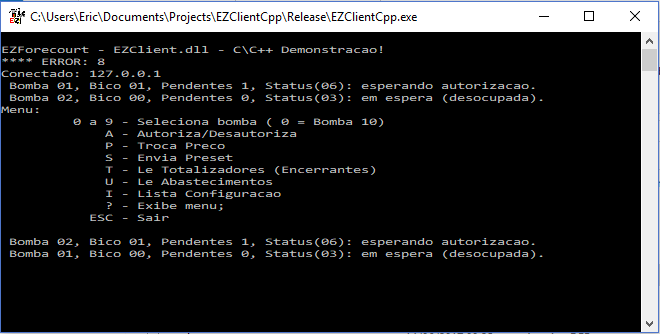 EZ!
C:\Users\Eric\Documents\Projects\EZClientCpp\Release\EZClientCpp.exe
EZForecourt - EZClient.dll - C\C++ Demonstracao!
**** ERROR: 8
Conectado: 127.0.0.1
Bomba 01, Bico 01, Pendentes 1, Status(06): esperando autorizacao.
Bomba 02, Bico 00, Pendentes 0, Status(03): em espera (desocupada).
Menu:
0 a 9 - Seleciona bomba ( 0 = Bomba 10)
A - Autoriza/Desautoriza
P - Troca Preco
S - Envia Preset
T - Le Totalizadores (Encerrantes)
U - Le Abastecimentos
I - Lista Configuracao
? - Exibe menu;
ESC - Sair
Bomba 02, Bico 01, Pendentes 1, Status(06): esperando autorizacao.
Bomba 01, Bico 00, Pendentes 0, Status(03): em espera (desocupada).